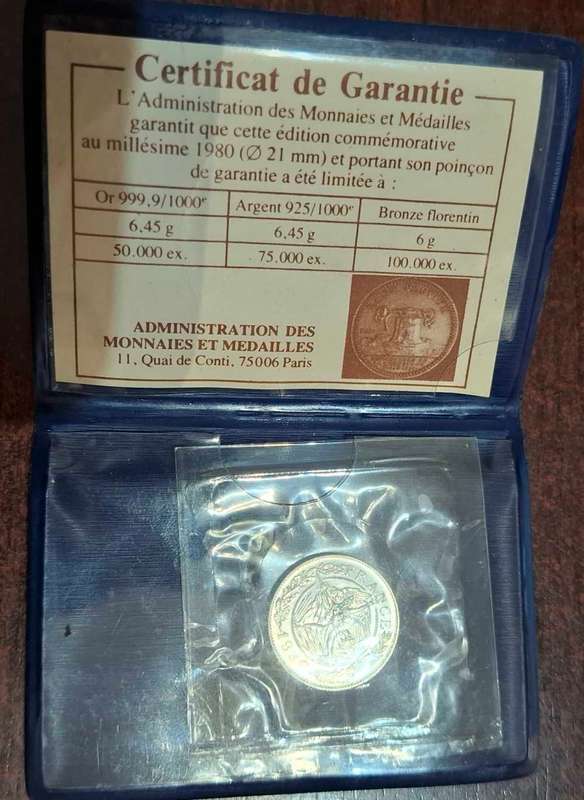 Certificat de Garantie
L'Administration des Monnaies et Médailles
garantit que cette édition commémorative
au millésime 1980 (Ø 21 mm) et portant son poinçon
de garantie a été limitée à :
Or 999,9/1000e Argent 925/1000e Bronze florentin
6,45 g 6,45 g 6 g
50.000 ex. 75.000 ex. 100.000 ex.
ADMINISTRATION DES
MONNAIES ET MEDAILLES
11, Quai de Conti, 75006 Paris